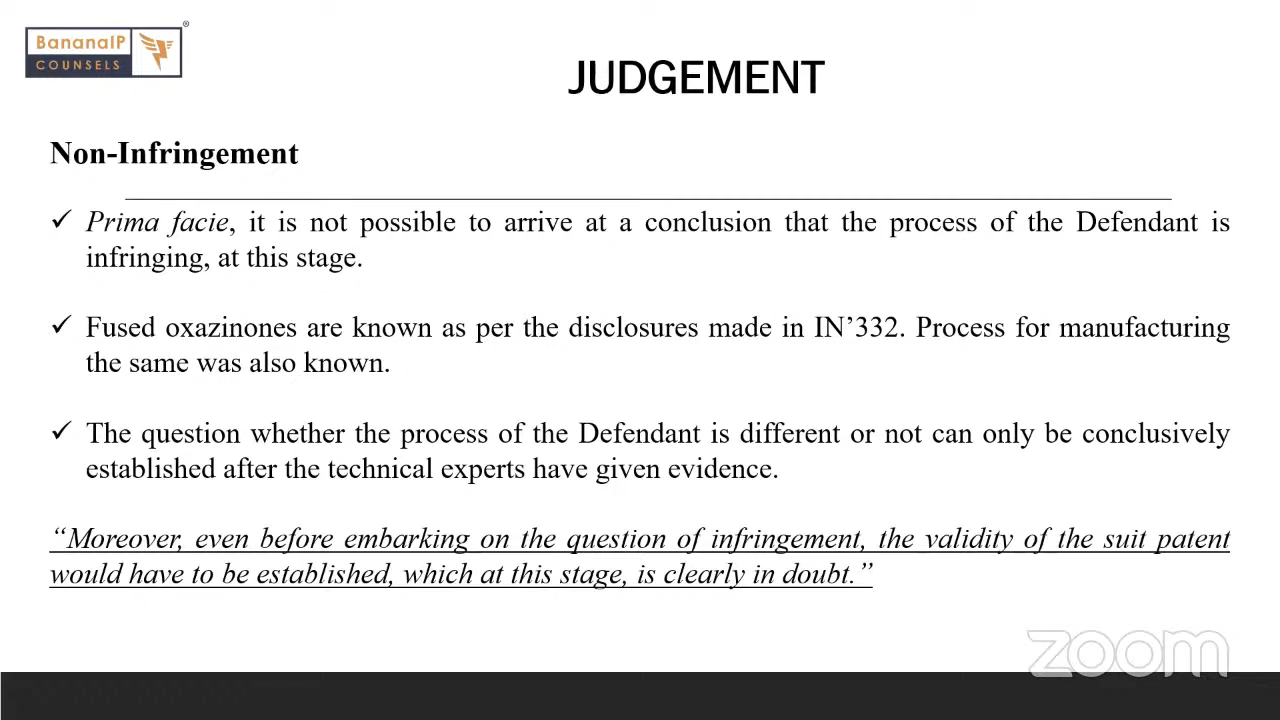 BananaIP
COUNSELS
®
JUDGEMENT
Non-Infringement
✓ Prima facie, it is not possible to arrive at a conclusion that the process of the Defendant is
infringing, at this stage.
✓ Fused oxazinones are known as per the disclosures made in IN’332. Process for manufacturing
the same was also known.
✓ The question whether the process of the Defendant is different or not can only be conclusively
established after the technical experts have given evidence.
“Moreover, even before embarking on the question of infringement, the validity of the suit patent
would have to be established, which at this stage, is clearly in doubt.”
zoom